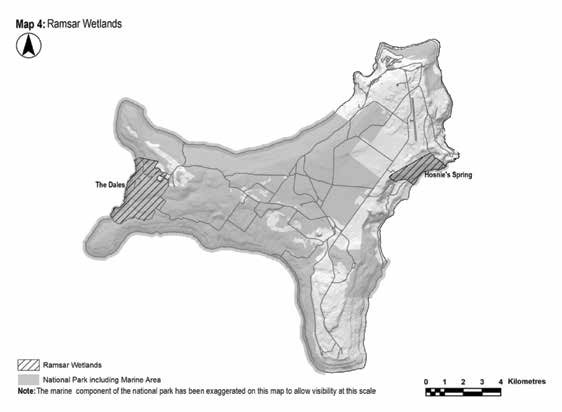 Map 4: Ramsar Wetlands
The Dales
Hosnie's Spring
Ramsar Wetlands
National Park including Marine Area
Note: The marine component of the national park has been exaggerated on this map to allow visibility at this scale
0 1 2 3 4 Kilometres